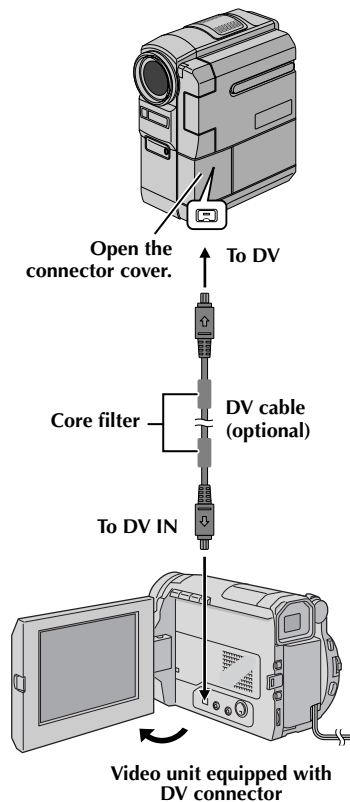 Open the
connector cover.
To DV
Core filter
DV cable
(optional)
To DV IN
Video unit equipped with
DV connector